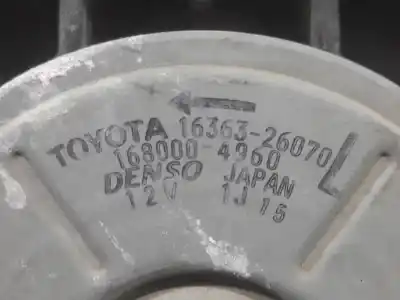 TOYOTA 16363-26070 L
168000-4960
DENSO JAPAN
12V 1J 15